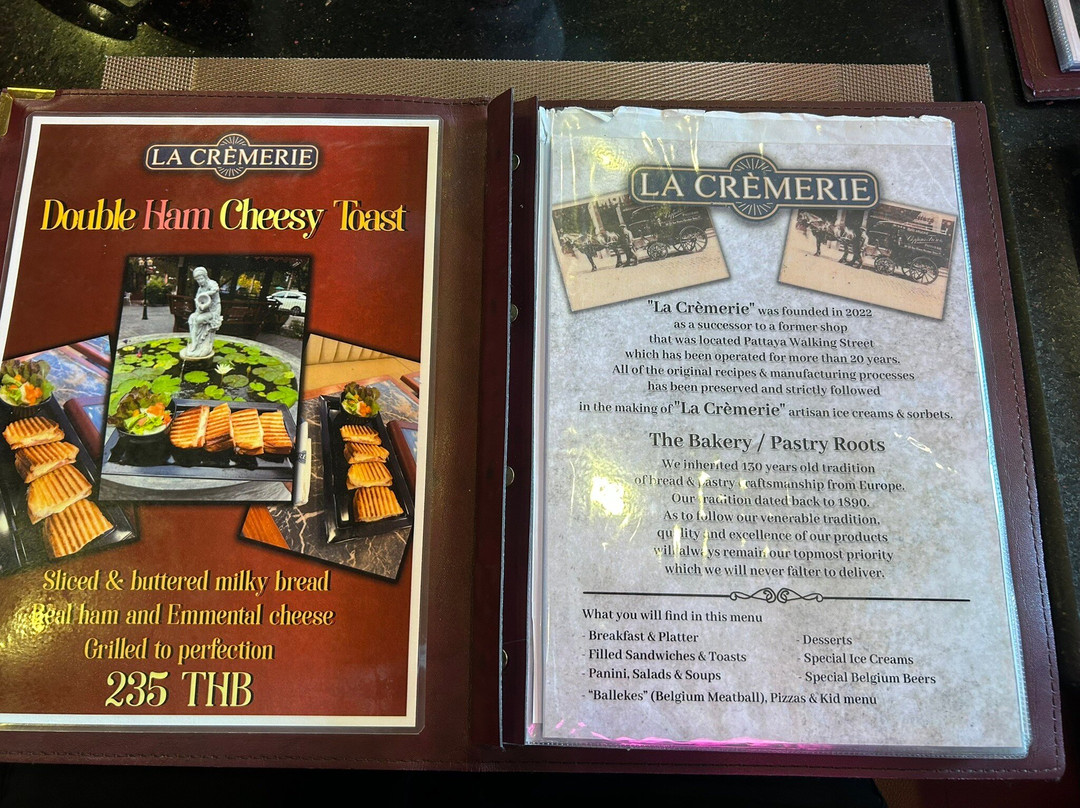 LA CRÈMERIE
Double Ham Cheesy Toast
Sliced & buttered milky bread
Real ham and Emmental cheese
Grilled to perfection
235 THB
LA CRÈMERIE
"La Crèmerie" was founded in 2022
as a successor to a former shop
that was located Pattaya Walking Street
which has been operated for more than 20 years.
All of the original recipes & manufacturing processes
has been preserved and strictly followed
in the making of "La Crèmerie" artisan ice creams & sorbets.
The Bakery / Pastry Roots
We inherited 130 years old tradition
of bread & pastry craftsmanship from Europe.
Our tradition dated back to 1890.
As to follow our venerable tradition.
quality and excellence of our products
will always remain our topmost priority
which we will never falter to deliver.
What you will find in this menu
- Breakfast & Platter
- Filled Sandwiches & Toasts
- Panini, Salads & Soups
- "Ballekes" (Belgium Meatball), Pizzas & Kid menu
- Desserts
- Special Ice Creams
- Special Belgium Beers